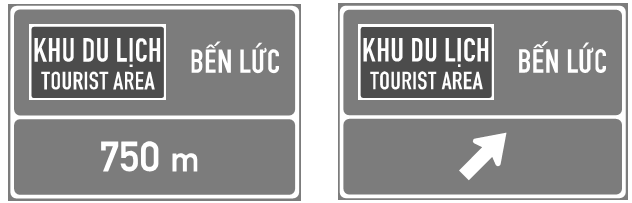 KHU DU LỊCH
TOURIST AREA
BẾN LỨC
750 m
KHU DU LỊCH
TOURIST AREA
BẾN LỨC